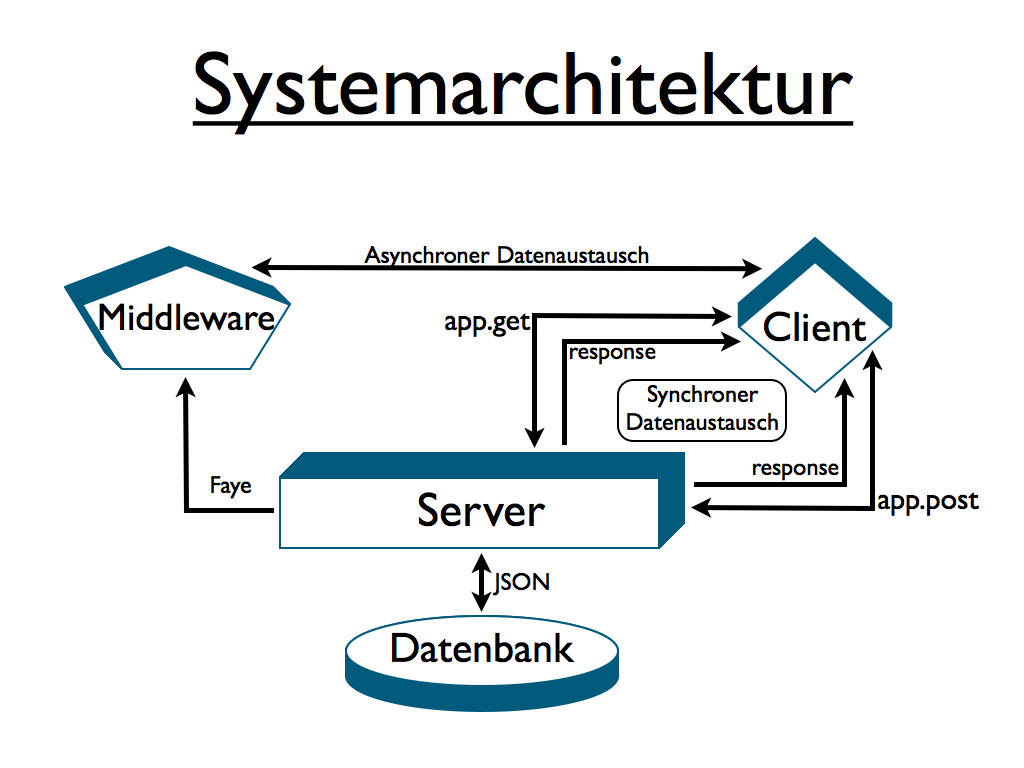 Systemarchitektur
Asynchroner Datenaustausch
Middleware
app.get
Client
response
Synchroner
Datenaustausch
response
Faye
app.post
Server
JSON
Datenbank